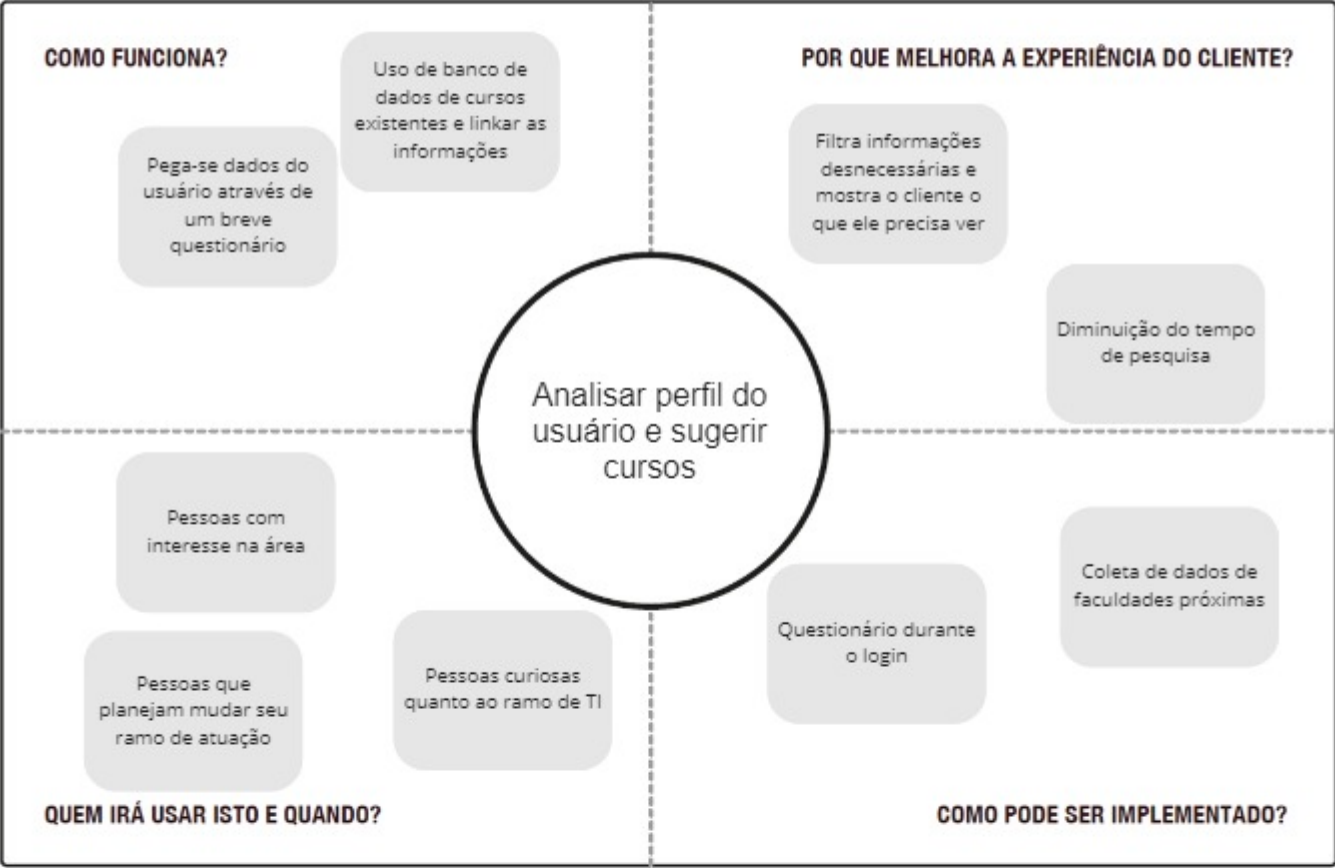 COMO FUNCIONA?
Uso de banco de
dados de cursos
existentes e linkar as
informações
Pega-se dados do
usuário através de
um breve
questionário
POR QUE MELHORA A EXPERIÊNCIA DO CLIENTE?
Filtra informações
desnecessárias e
mostra o cliente o
que ele precisa ver
Diminuição do tempo
de pesquisa
Analisar perfil do
usuário e sugerir
cursos
Pessoas com
interesse na área
Pessoas que
planejam mudar seu
ramo de atuação
Pessoas curiosas
quanto ao ramo de TI
QUEM IRÁ USAR ISTO E QUANDO?
Coleta de dados de
faculdades próximas
Questionário durante
o login
COMO PODE SER IMPLEMENTADO?